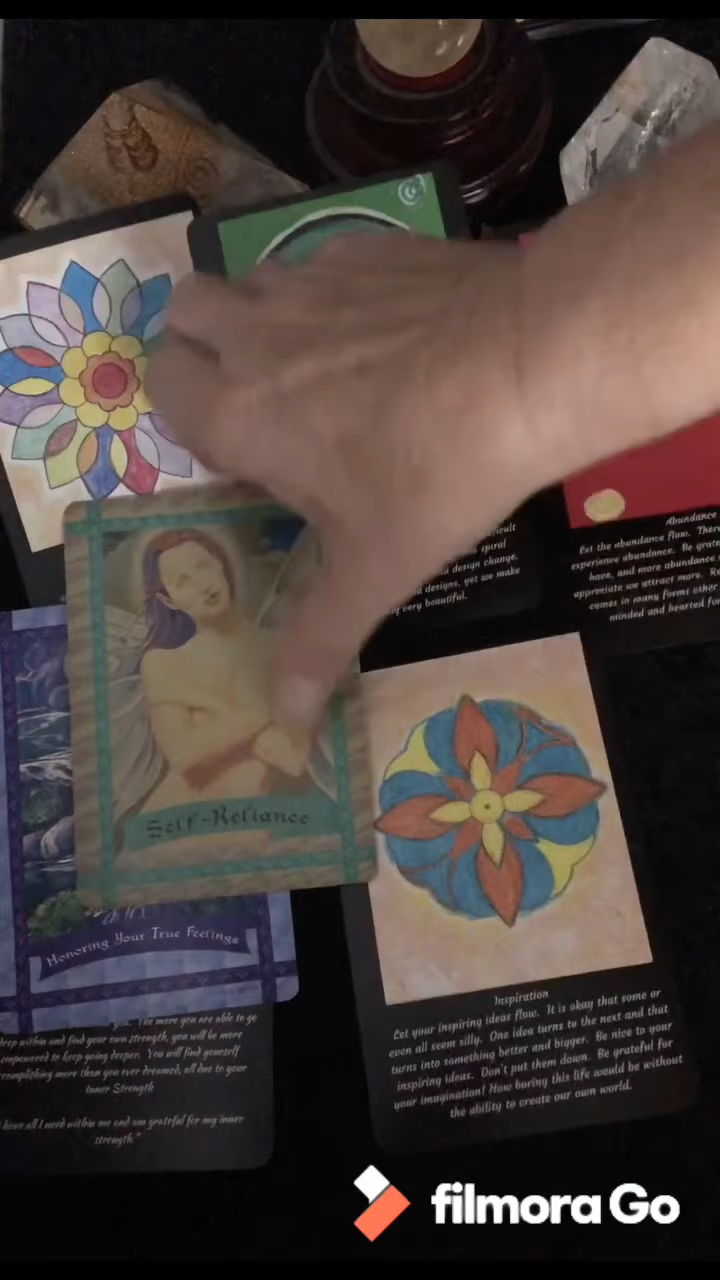 Self-Reliance
Honoring Your True Feelings
The more you are able to go
deep within and find your own strength, you will be more
empowered to keep going deeper. You will find yourself
accomplishing more than you ever dreamed, all due to your
Inner Strength
have all I need within me and am grateful for my inner
strength."
spiral
design change.
designs, yet we make
very beautiful.
Abundance
Let the abundance flow. There
experience abundance. Be grate
have, and more abundance
appreciate we attract more. Re
comes in many forms other
minded and hearted for
Inspiration
Let your inspiring ideas flow. It is okay that some or
even all seem silly. One idea turns to the next and that
turns into something better and bigger. Be nice to your
inspiring ideas. Don't put them down. Be grateful for
your imagination! How boring this life would be without
the ability to create our own world.
filmora Go